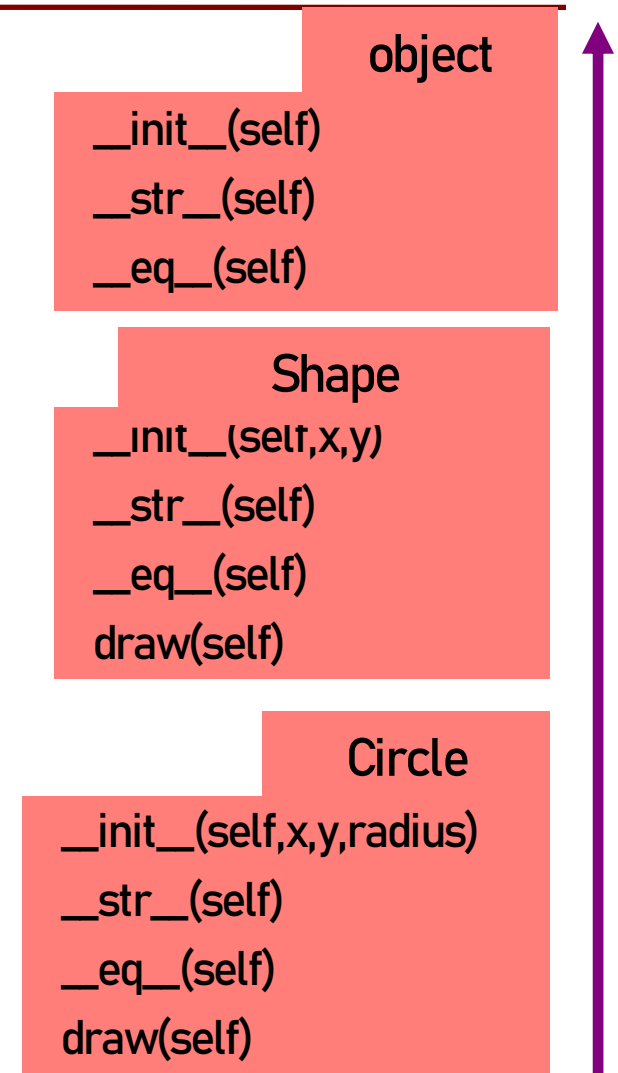 object
__init__(self)
__str__(self)
__eq__(self)
Shape
__init__(self,x,y)
__str__(self)
__eq__(self)
draw(self)
Circle
__init__(self,x,y,radius)
__str__(self)
__eq__(self)
draw(self)